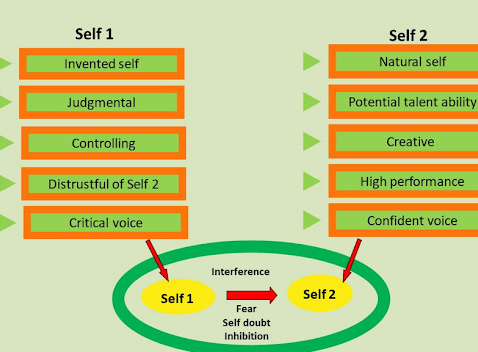 Self 1
Invented self
Judgmental
Controlling
Distrustful of Self 2
Critical voice
Self 2
Natural self
Potential talent ability
Creative
High performance
Confident voice
Interference
Self 1
Self 2
Fear
Self doubt
Inhibition